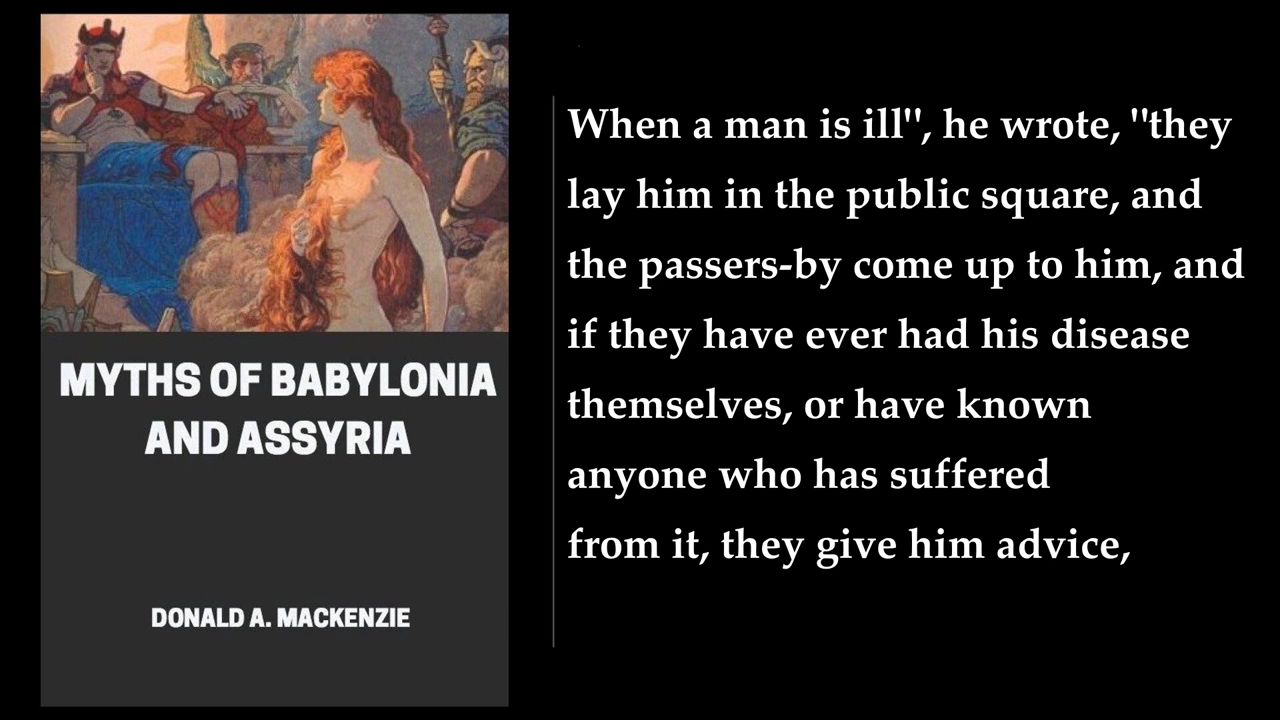 MYTHS OF BABYLONIA
AND ASSYRIA
DONALD A. MACKENZIE
When a man is ill", he wrote, "they
lay him in the public square, and
the passers-by come up to him, and
if they have ever had his disease
themselves, or have known
anyone who has suffered
from it, they give him advice,